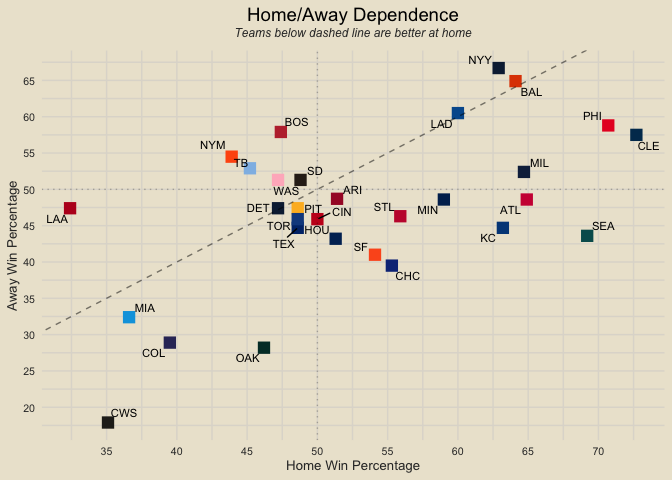 Home/Away Dependence
Teams below dashed line are better at home
NYY
65
BAL
60
LAD
PHI
BOS
CLE
55
NYM
TB
MIL
SD
50
WAS
ARI
LAA
DET
PIT
CIN
STL
MIN
ATL
45
TOR
HOU
KC
SEA
TEX
SF
40
CHC
35
MIA
30
COL
OAK
25
20
CWS
35 40 45 50 55 60 65 70
Home Win Percentage
Away Win Percentage